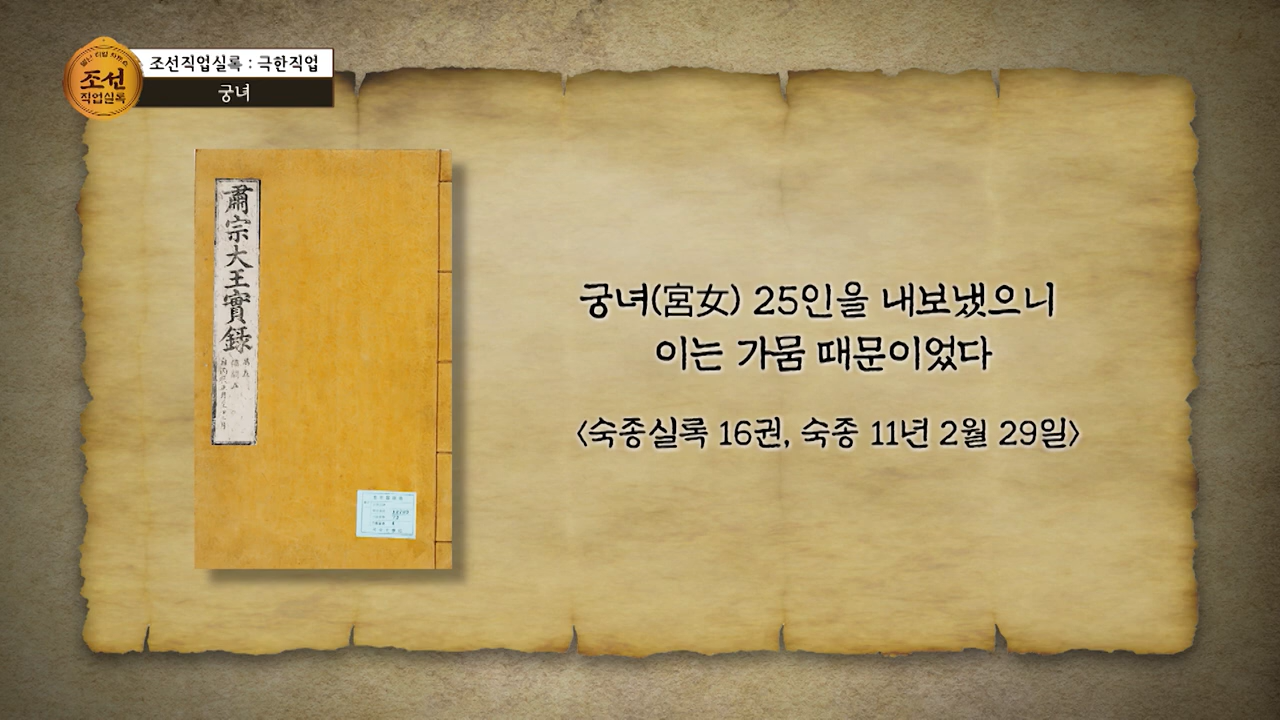 조선
직업실록
조선직업실록 : 극한직업
궁녀
肅宗大王實錄
궁녀(宮女) 25인을 내보냈으니
이는 가뭄 때문이었다
<숙종실록 16권, 숙종 11년 2월 29일>